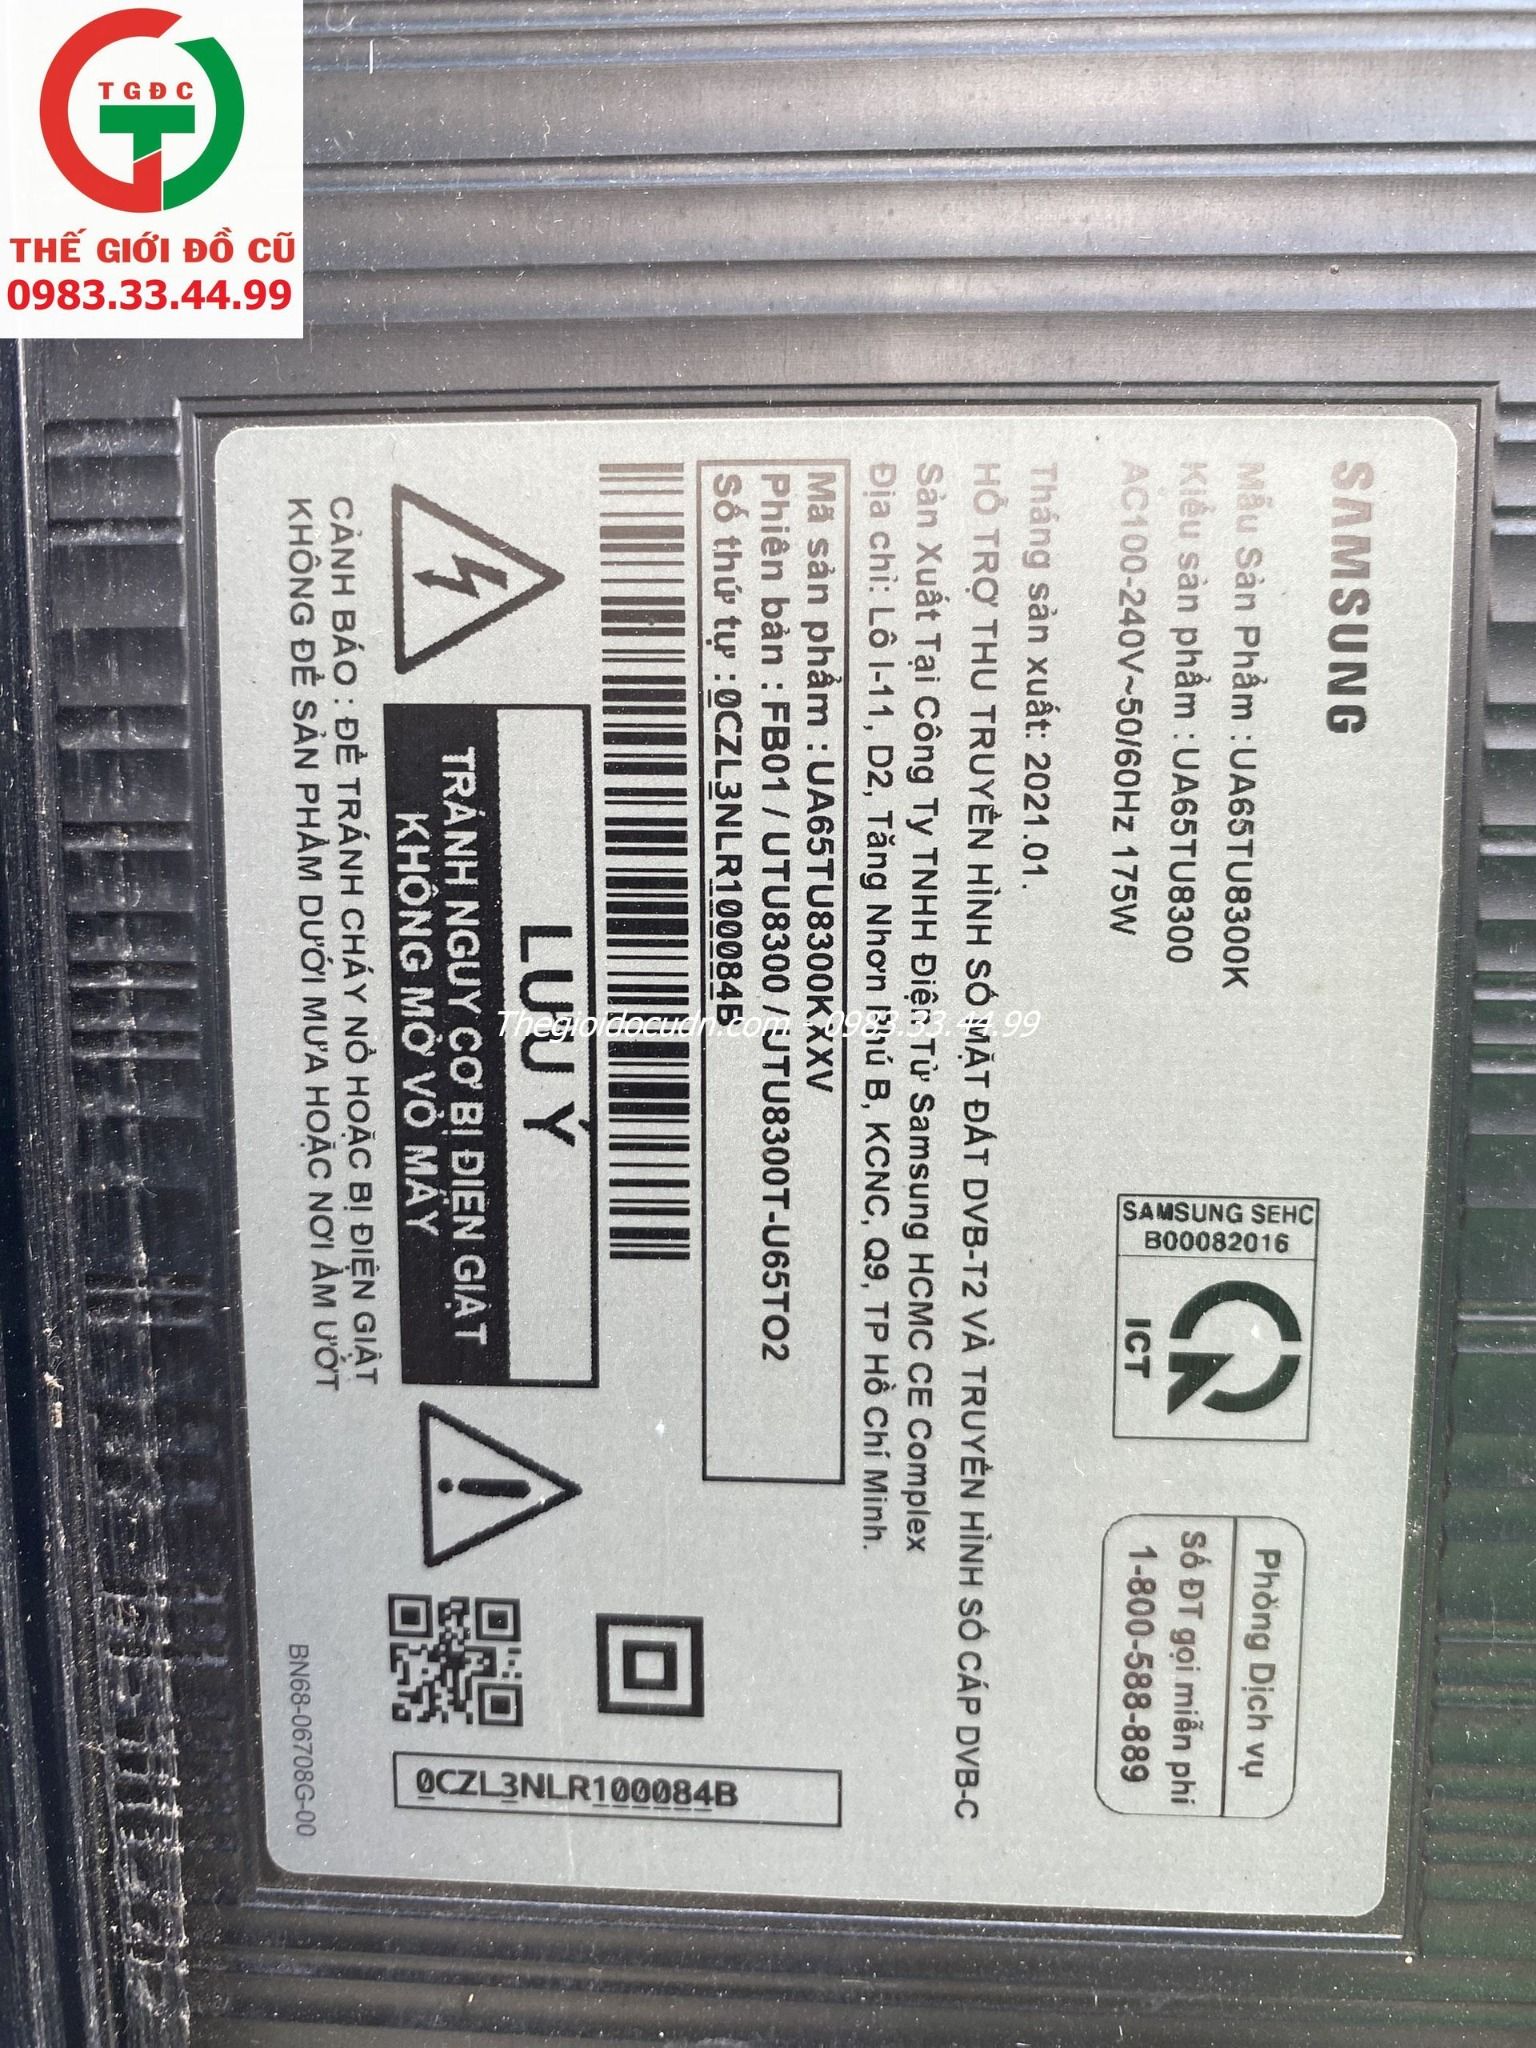 TGĐC
THẾ GIỚI ĐỒ CŨ
0983.33.44.99
SAMSUNG
Mẫu Sản Phẩm : UA65TU8300K
Kiểu sản phẩm : UA65TU8300
AC100-240V~50/60Hz 175W
SAMSUNG SEHC
B00082016
ICT
Phòng Dịch vụ
Số ĐT gọi miễn phí
1-800-588-889
Tháng sản xuất: 2021.01.
HỖ TRỢ THU TRUYỀN HÌNH SỐ MẶT ĐẤT DVB-T2 VÀ TRUYỀN HÌNH SỐ CÁP DVB-C
Sản Xuất Tại Công Ty TNHH Điện Tử Samsung HCMC CE Complex
Địa chỉ: Lô I-11, D2, Tăng Nhơn Phú B, KCNC, Q9, TP Hồ Chí Minh.
Mã sản phẩm : UA65TU8300KXXV
Phiên bản : FB01 / UTU8300 / UTU8300T-U65TO2
Số thứ tự : 0CZL3NLR100084B
Thegioidocudn.com - 0983.33.44.99
LƯU Ý
TRÁNH NGUY CƠ BỊ ĐIỆN GIẬT
KHÔNG MỞ VỎ MÁY
CẢNH BÁO : ĐỂ TRÁNH CHÁY NỔ HOẶC BỊ ĐIỆN GIẬT
KHÔNG ĐỂ SẢN PHẨM DƯỚI MƯA HOẶC NƠI ẨM ƯỚT
0CZL3NLR100084B
BN68-06708G-00